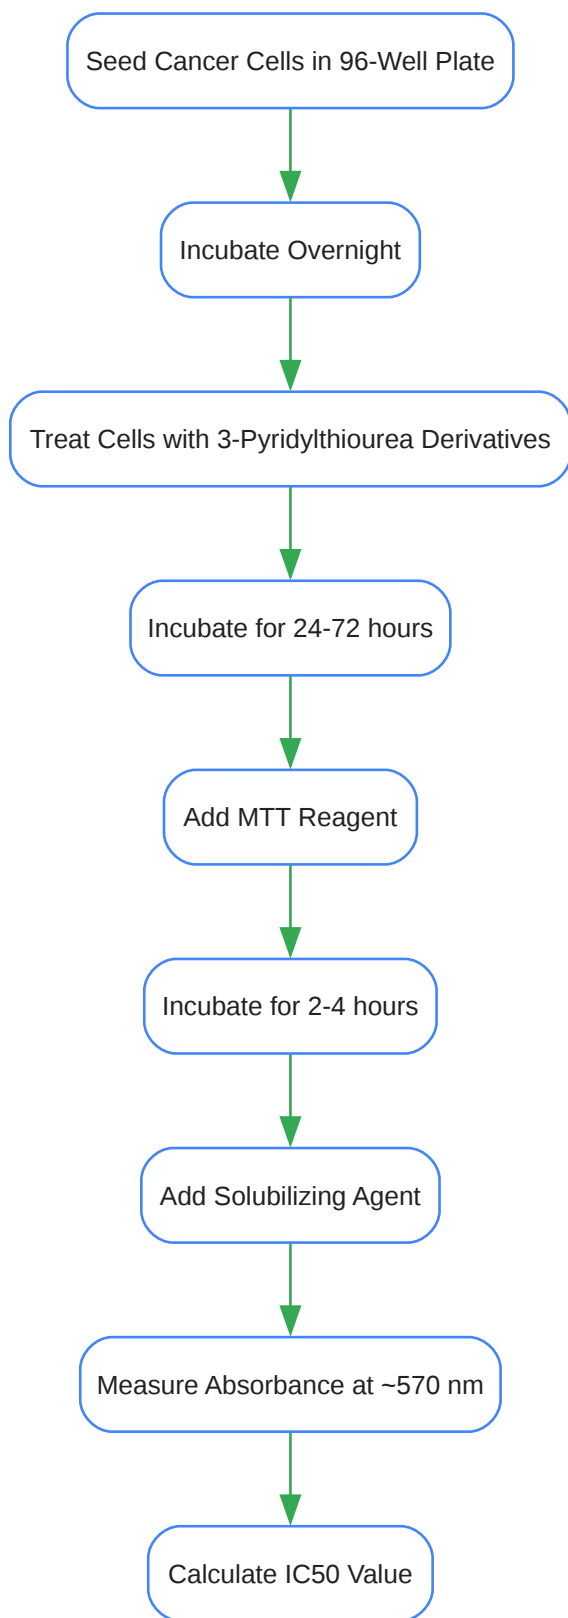 Seed Cancer Cells in 96-Well Plate
Incubate Overnight
Treat Cells with 3-Pyridylthiourea Derivatives
Incubate for 24-72 hours
Add MTT Reagent
Incubate for 2-4 hours
Add Solubilizing Agent
Measure Absorbance at ~570 nm
Calculate IC50 Value